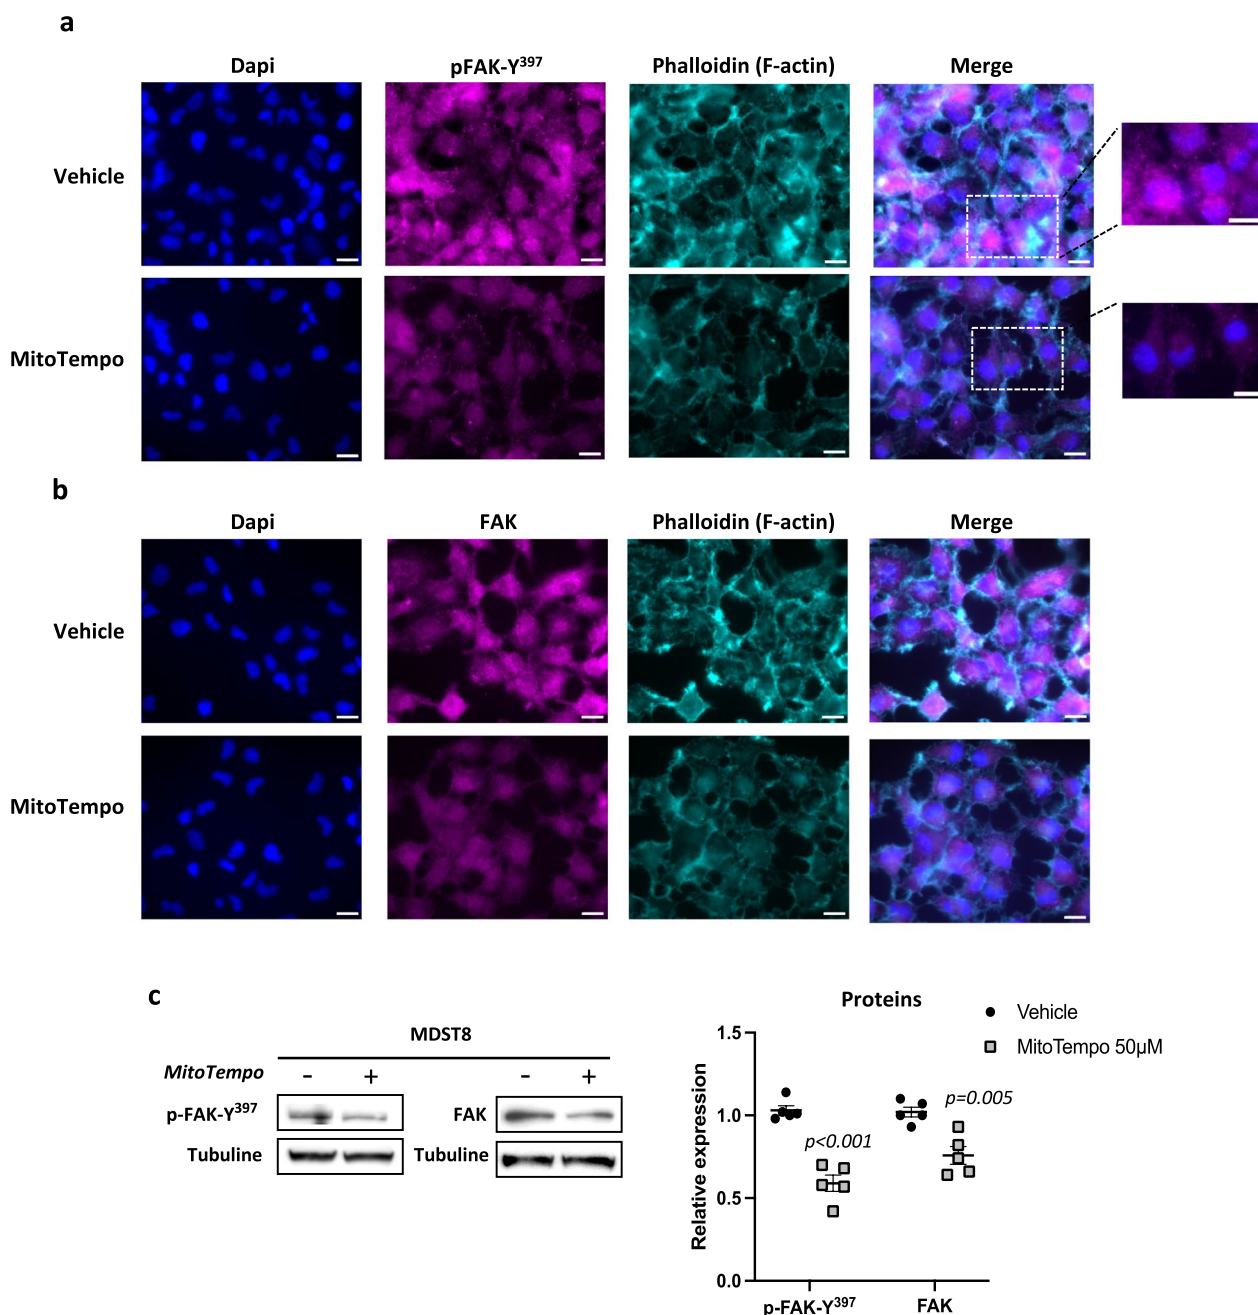 a
Dapi pFAK-Y397 Phalloidin (F-actin) Merge
Vehicle
MitoTempo
b
Dapi FAK Phalloidin (F-actin) Merge
Vehicle
MitoTempo
c
MDST8
MitoTempo - + - +
p-FAK-Y397 FAK
Tubuline Tubuline
Proteins
Vehicle
MitoTempo 50µM
Relative expression
1.5
1.0
0.5
0.0
p<0.001
p=0.005
p-FAK-Y397 FAK